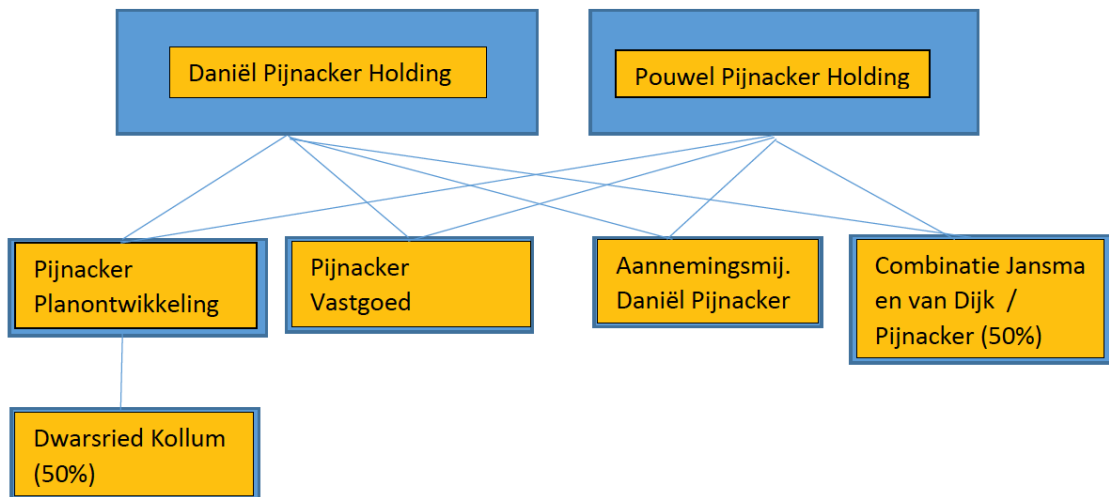 Daniël Pijnacker Holding
Pouwel Pijnacker Holding
Pijnacker
Planontwikkeling
Pijnacker
Vastgoed
Aannemingsmij.
Daniël Pijnacker
Combinatie Jansma
en van Dijk /
Pijnacker (50%)
Dwarsried Kollum
(50%)